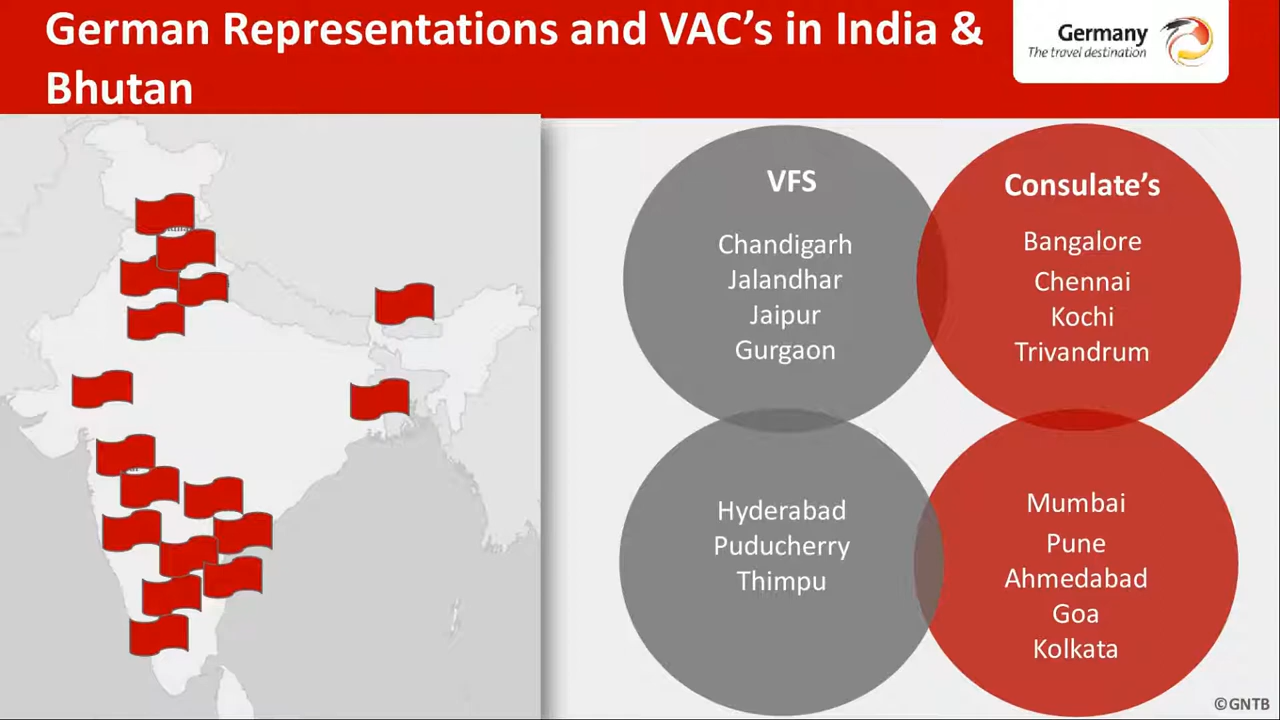 German Representations and VAC's in India &
Bhutan
Germany
The travel destination
VFS
Chandigarh
Jalandhar
Jaipur
Gurgaon
Consulate's
Bangalore
Chennai
Kochi
Trivandrum
Hyderabad
Puducherry
Thimpu
Mumbai
Pune
Ahmedabad
Goa
Kolkata
©GNTB